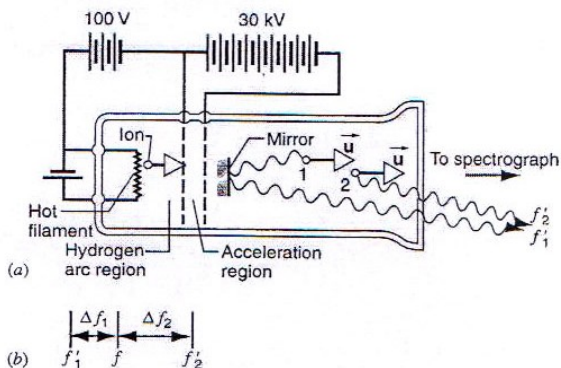 100 V
30 kV
Ion
Mirror
u
u
1
2
To spectrograph
Hot
filament
Hydrogen
arc region
Acceleration
region
f′2
f′1
(a)
Δf1
Δf2
(b)
f′1
f
f′2